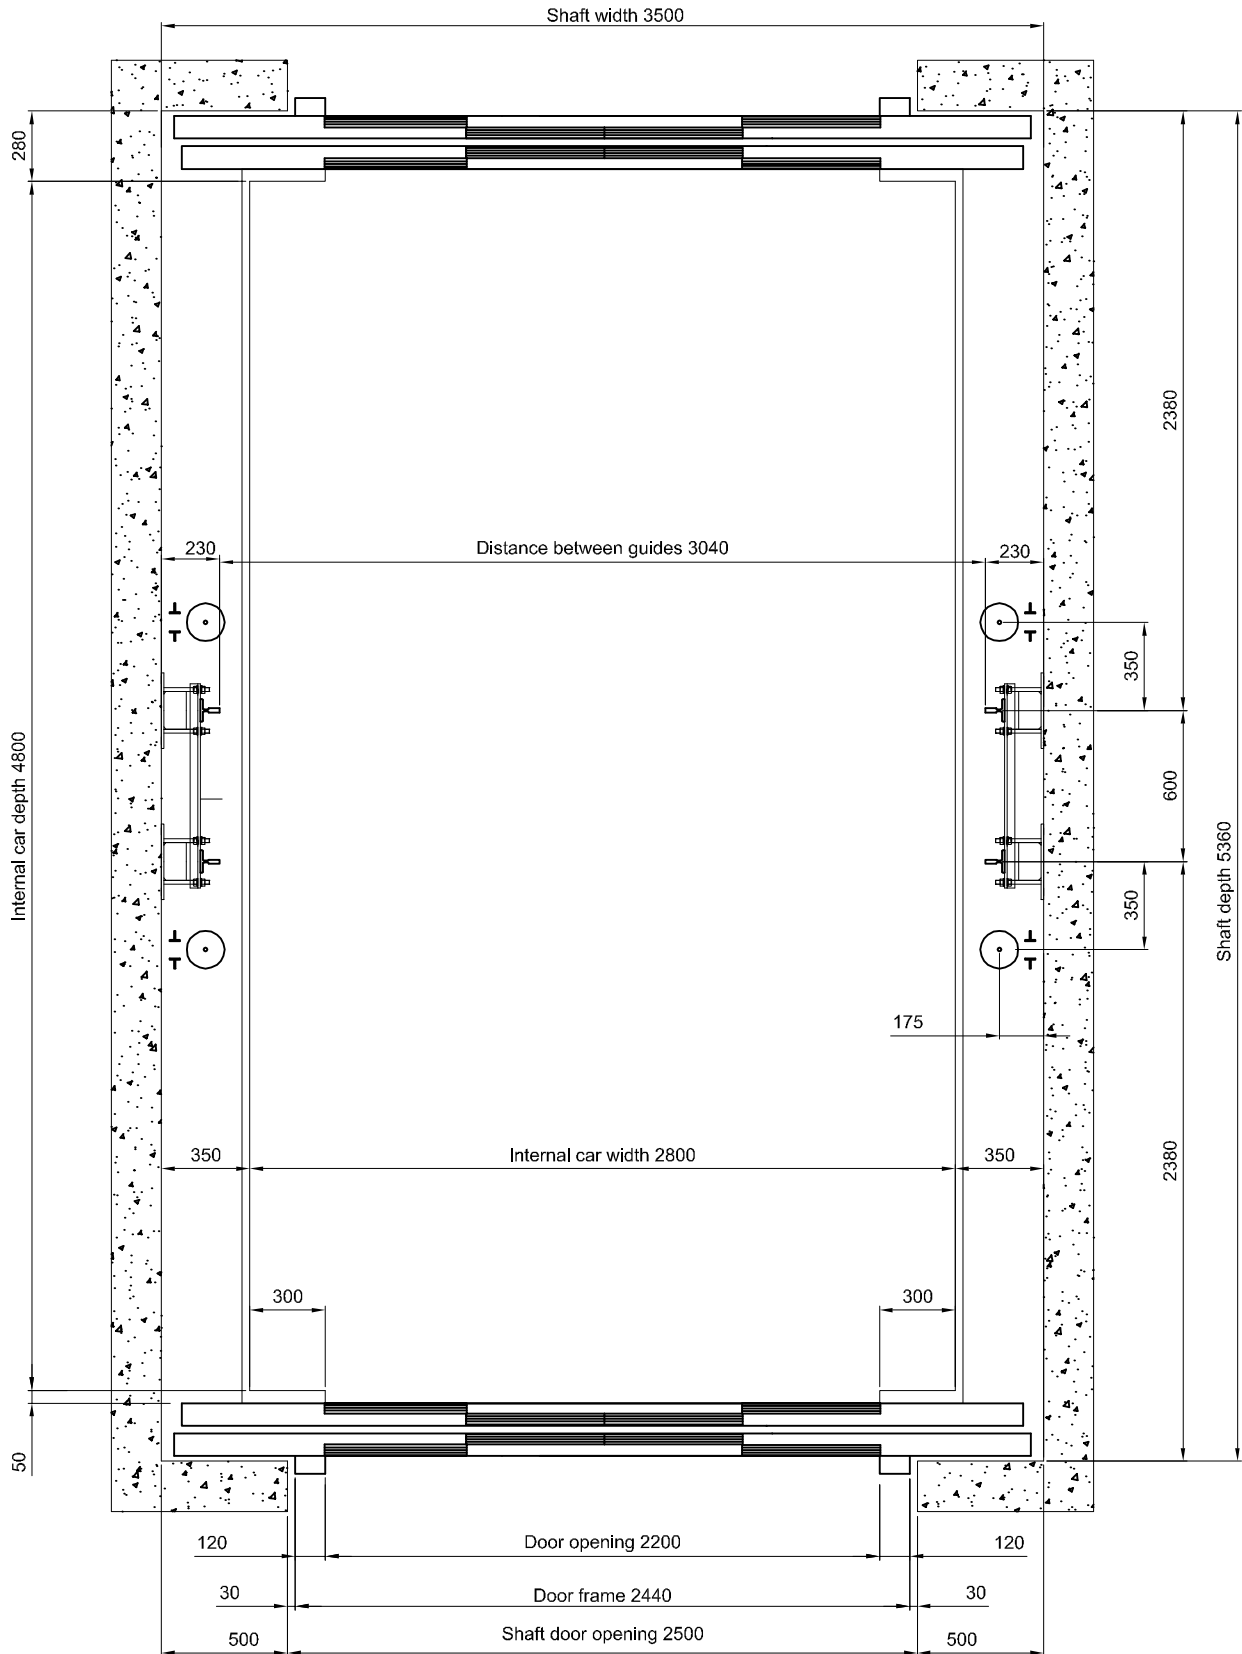 Shaft width 3500
280
2380
230
Distance between guides 3040
230
350
Internal car depth 4800
600
Shaft depth 5360
350
175
350
Internal car width 2800
350
2380
300
300
50
120
Door opening 2200
120
30
Door frame 2440
30
500
Shaft door opening 2500
500